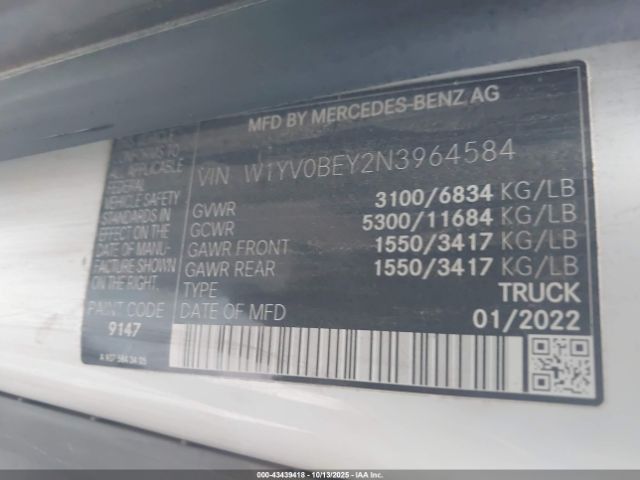 MFD BY MERCEDES-BENZ AG
CONFORMS TO
ALL APPLICABLE
FEDERAL
VEHICLE SAFETY
STANDARDS IN
EFFECT ON THE
DATE OF MANU-
FACTURE SHOWN
ON THE RIGHT.
PAINT CODE
9147
VIN W1YV0BEY2N3964584
GVWR 3100/6834 KG/LB
GCWR 5300/11684 KG/LB
GAWR FRONT 1550/3417 KG/LB
GAWR REAR 1550/3417 KG/LB
TYPE TRUCK
DATE OF MFD 01/2022
000-43439418 - 10/13/2025 - IAAI, Inc.